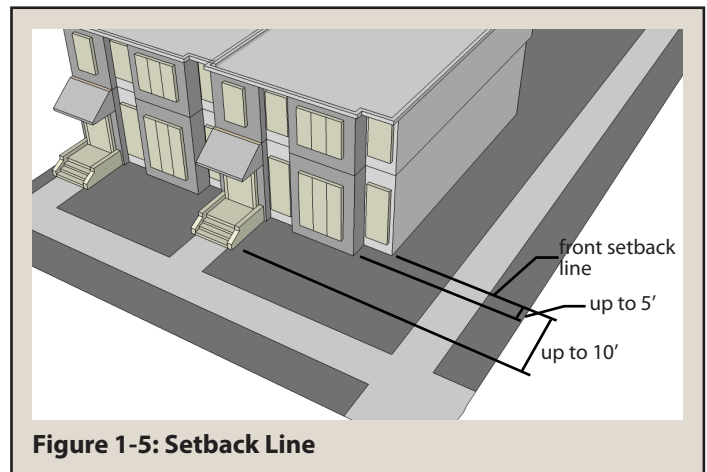 front setback
line
up to 5’
up to 10’
Figure 1-5: Setback Line